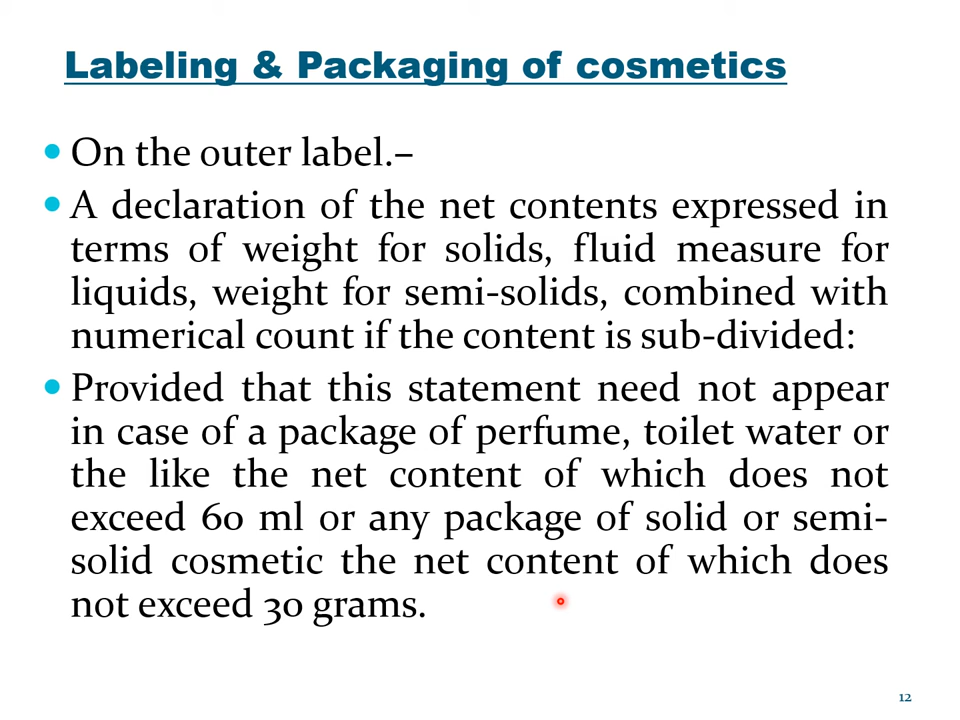 Labeling & Packaging of cosmetics
On the outer label.–
A declaration of the net contents expressed in
terms of weight for solids, fluid measure for
liquids, weight for semi-solids, combined with
numerical count if the content is sub-divided:
Provided that this statement need not appear
in case of a package of perfume, toilet water or
the like the net content of which does not
exceed 60 ml or any package of solid or semi-
solid cosmetic the net content of which does
not exceed 30 grams.
12